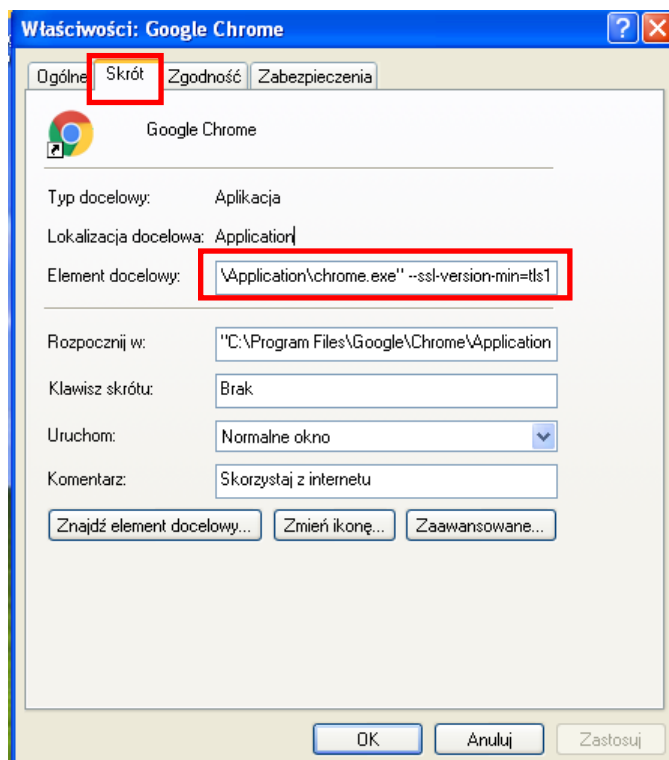 Właściwości: Google Chrome
Ogólne Skrót Zgodność Zabezpieczenia
Google Chrome
Typ docelowy: Aplikacja
Lokalizacja docelowa: Application
Element docelowy: \Application\chrome.exe" --ssl-version-min=tls1
Rozpocznij w: "C:\Program Files\Google\Chrome\Application
Klawisz skrótu: Brak
Uruchom: Normalne okno
Komentarz: Skorzystaj z internetu
Znajdź element docelowy... Zmień ikonę... Zaawansowane...
OK Anuluj Zastosuj